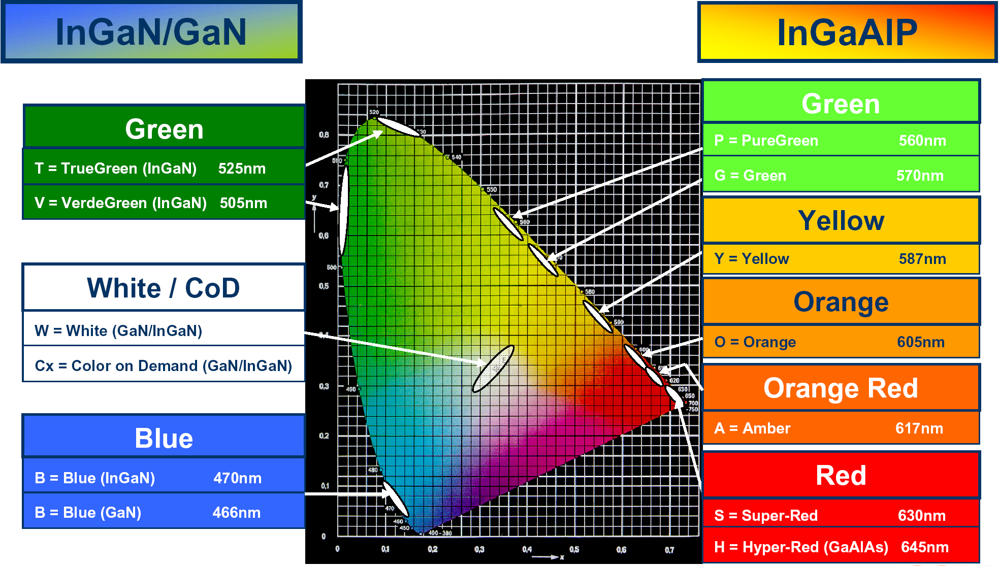 InGaN/GaN
InGaAlP
Green
T = TrueGreen (InGaN) 525nm
V = VerdeGreen (InGaN) 505nm
White / CoD
W = White (GaN/InGaN)
Cx = Color on Demand (GaN/InGaN)
Blue
B = Blue (InGaN) 470nm
B = Blue (GaN) 466nm
520
510
540
0,8
0,7
y
550
560
0,6
500
0,5
580
590
600
490
0,3
620
630
650
700
-750
0,2
480
0,1
470
460
450
400-380
0
0 0,1 0,2 0,3 0,4 0,5 0,6 0,7
x
Green
P = PureGreen 560nm
G = Green 570nm
Yellow
Y = Yellow 587nm
Orange
O = Orange 605nm
Orange Red
A = Amber 617nm
Red
S = Super-Red 630nm
H = Hyper-Red (GaAlAs) 645nm